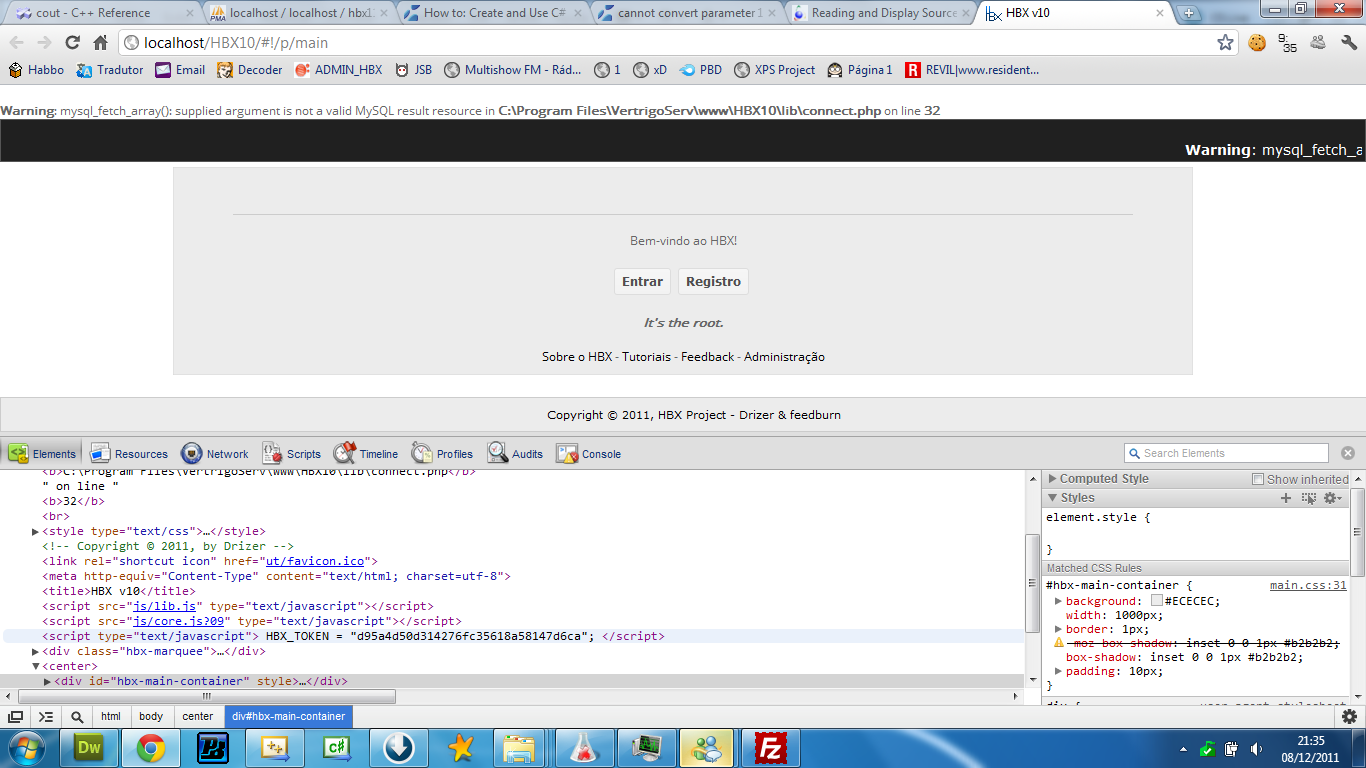 cout - C++ Reference
localhost / localhost / hbx1
How to: Create and Use C#
cannot convert parameter 1
Reading and Display Source
HBX v10
localhost/HBX10/#!/p/main
9:35
Habbo Tradutor Email Decoder ADMIN_HBX JSB Multishow FM - Rád... 1 xD PBD XPS Project Página 1 REVIL|www.resident...
Warning: mysql_fetch_array(): supplied argument is not a valid MySQL result resource in C:\Program Files\VertrigoServ\www\HBX10\lib\connect.php on line 32
Warning: mysql_fetch_a
Bem-vindo ao HBX!
Entrar Registro
It's the root.
Sobre o HBX - Tutoriais - Feedback - Administração
Copyright © 2011, HBX Project - Drizer & feedburn
Elements Resources Network Scripts Timeline Profiles Audits Console Search Elements
<b>C:\Program Files\VertrigoServ\www\HBX10\lib\connect.php</b>
" on line "
<b>32</b>
<br>
<style type="text/css">…</style>
<!-- Copyright © 2011, by Drizer -->
<link rel="shortcut icon" href="ut/favicon.ico">
<meta http-equiv="Content-Type" content="text/html; charset=utf-8">
<title>HBX v10</title>
<script src="js/lib.js" type="text/javascript"></script>
<script src="js/core.js?09" type="text/javascript"></script>
<script type="text/javascript"> HBX_TOKEN = "d95a4d50d314276fc35618a58147d6ca"; </script>
<div class="hbx-marquee">…</div>
<center>
<div id="hbx-main-container" style>…</div>
Computed Style Show inherited
Styles
element.style {
}
Matched CSS Rules
#hbx-main-container { main.css:31
background: #ECECEC;
width: 1000px;
border: 1px;
-moz-box-shadow: inset 0 0 1px #b2b2b2;
box-shadow: inset 0 0 1px #b2b2b2;
padding: 10px;
}
div { user agent stylesheet
html body center div#hbx-main-container
Dw
C#
Fz
21:35
08/12/2011